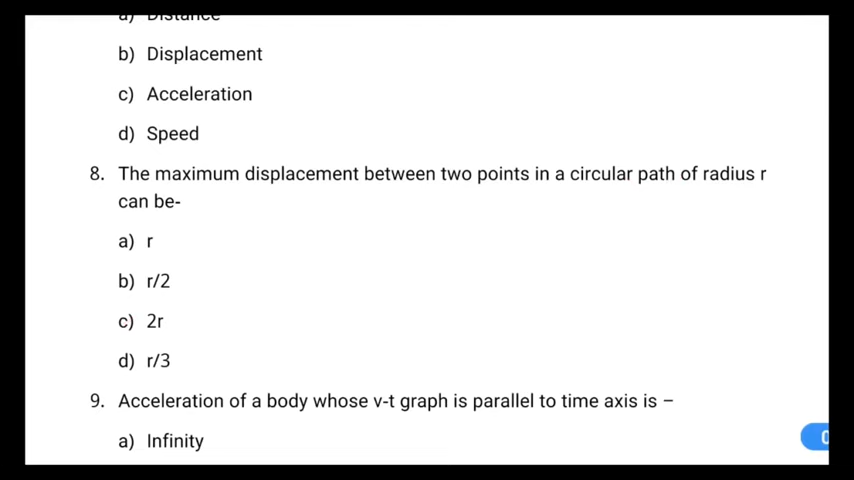 a) Distance
b) Displacement
c) Acceleration
d) Speed
8. The maximum displacement between two points in a circular path of radius r
can be-
a) r
b) r/2
c) 2r
d) r/3
9. Acceleration of a body whose v-t graph is parallel to time axis is –
a) Infinity